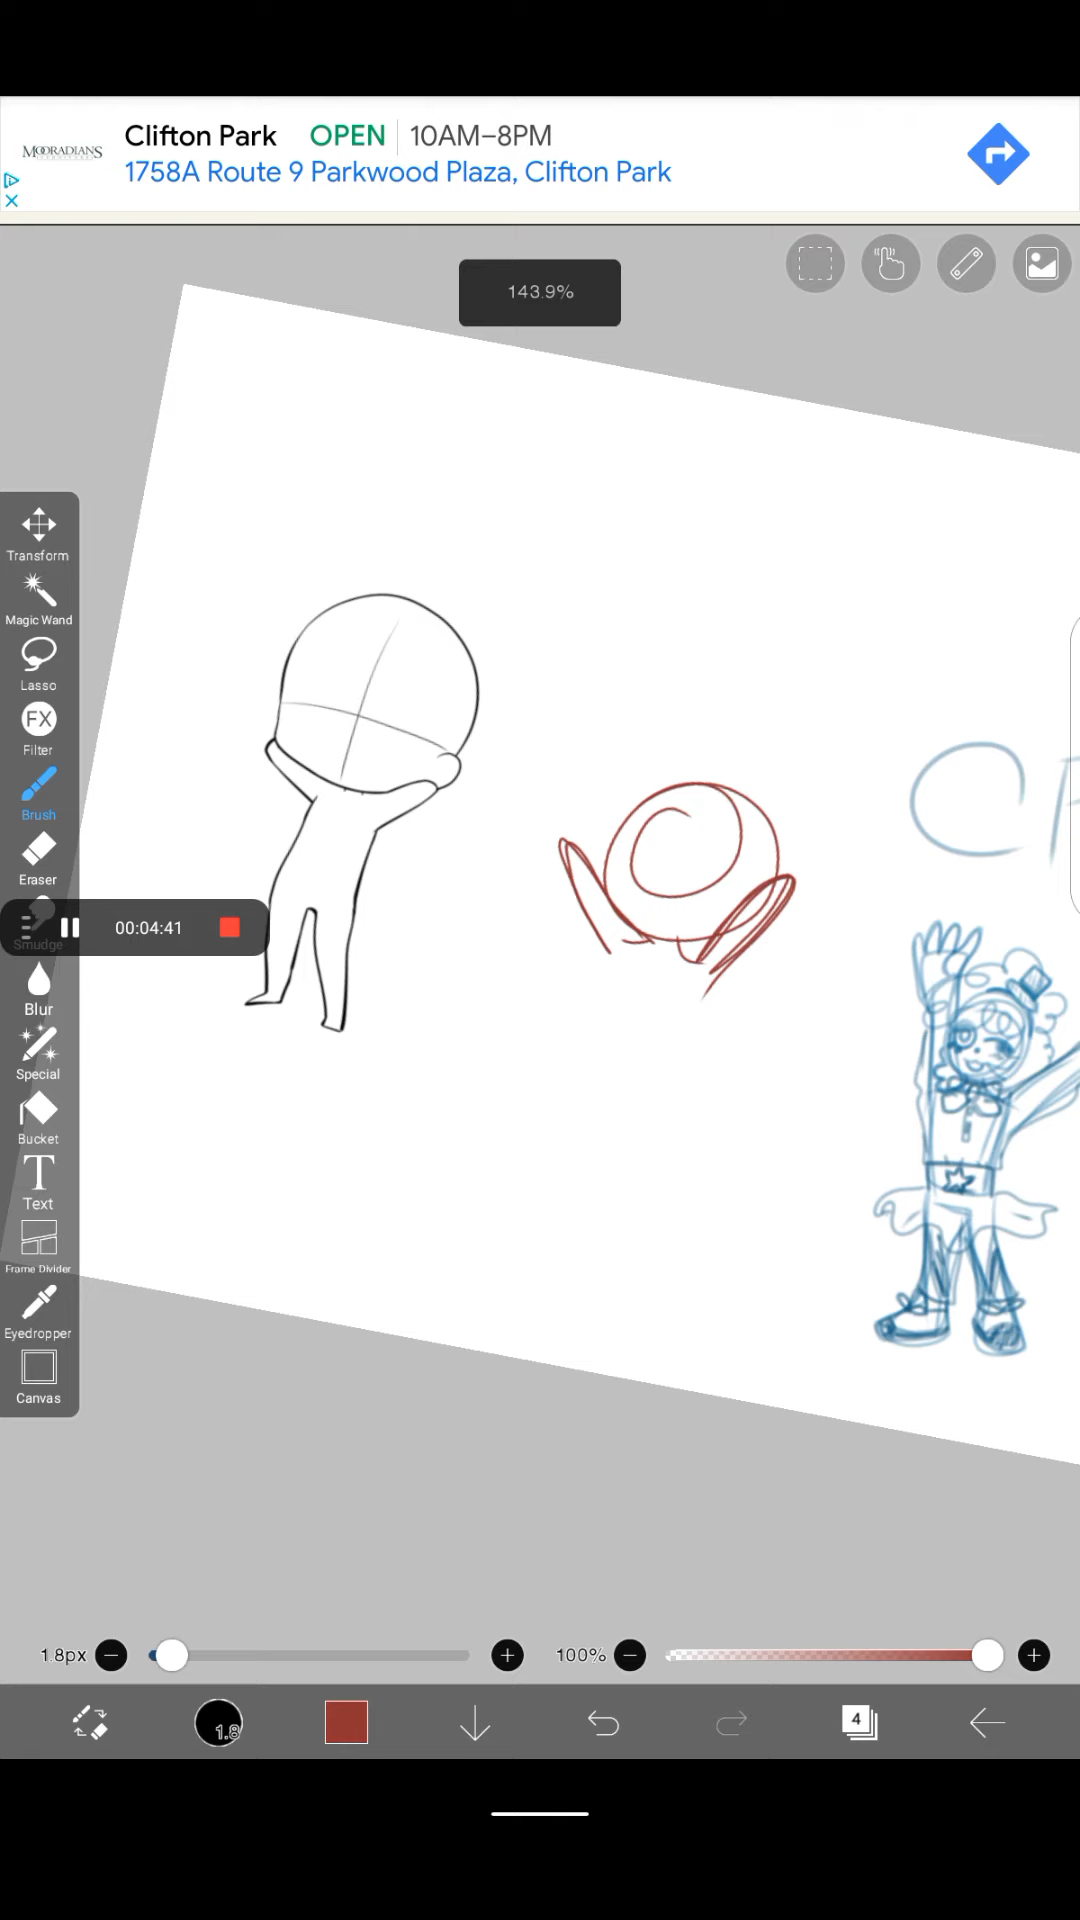 MOORADIANS
Clifton Park OPEN 10AM–8PM
1758A Route 9 Parkwood Plaza, Clifton Park
143.9%
Transform
Magic Wand
Lasso
FX
Filter
Brush
Eraser
00:04:41
Smudge
Blur
Special
Bucket
T
Text
Frame Divider
Eyedropper
Canvas
1.8px
100%
1.8
4